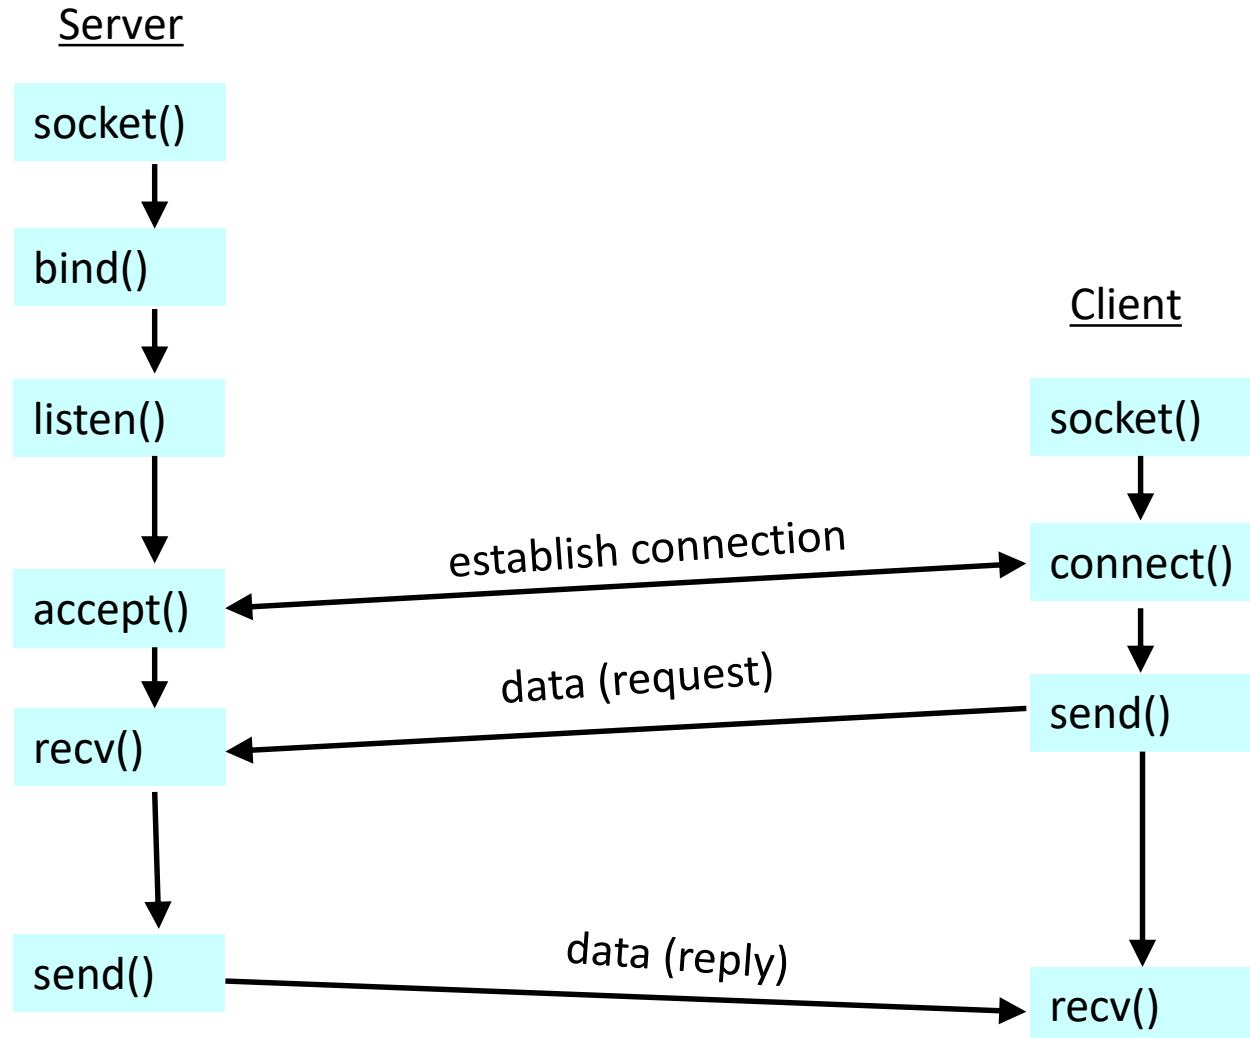 Server
socket()
bind()
listen()
accept()
recv()
send()
establish connection
data (request)
data (reply)
Client
socket()
connect()
send()
recv()